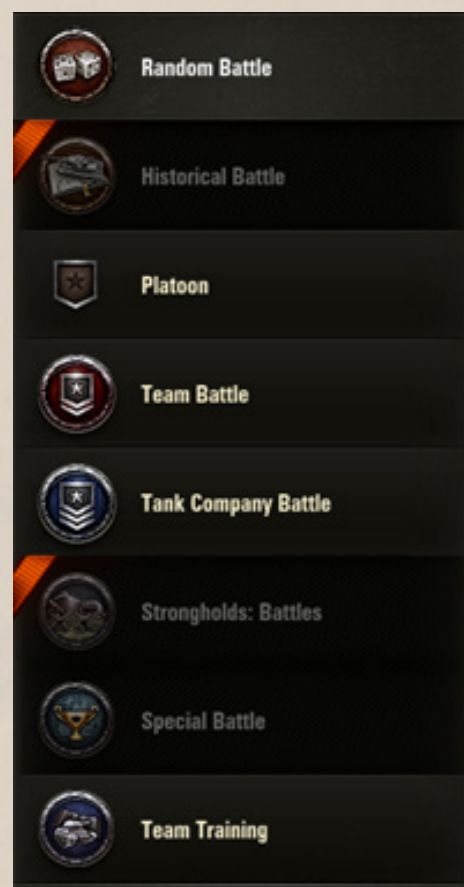 Random Battle
Historical Battle
Platoon
Team Battle
Tank Company Battle
Strongholds: Battles
Special Battle
Team Training